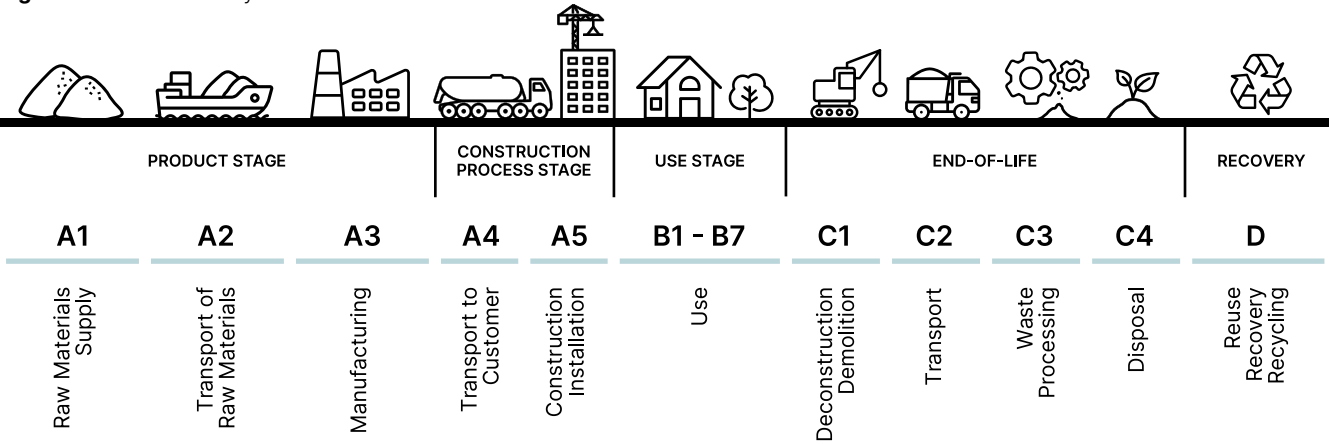 PRODUCT STAGE
CONSTRUCTION
PROCESS STAGE
USE STAGE
END-OF-LIFE
RECOVERY
A1
A2
A3
A4
A5
B1 - B7
C1
C2
C3
C4
D
Raw Materials
Supply
Transport of
Raw Materials
Manufacturing
Transport to
Customer
Construction
Installation
Use
Deconstruction
Demolition
Transport
Waste
Processing
Disposal
Reuse
Recovery
Recycling